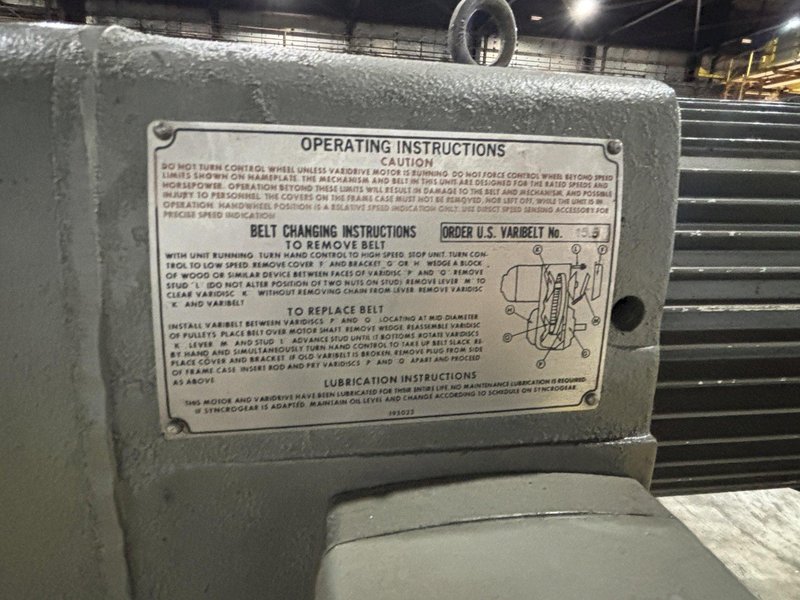 OPERATING INSTRUCTIONS
CAUTION
DO NOT TURN CONTROL WHEEL UNLESS VARIDRIVE MOTOR IS RUNNING. DO NOT FORCE CONTROL WHEEL BEYOND SPEED
LIMITS SHOWN ON NAMEPLATE. THE MECHANISM AND BELT IN THIS UNIT ARE DESIGNED FOR THE RATED SPEEDS AND
HORSEPOWER. OPERATION BEYOND THESE LIMITS WILL RESULT IN DAMAGE TO THE BELT AND MECHANISM, AND POSSIBLE
INJURY TO PERSONNEL. THE COVERS ON THE FRAME CASE MUST NOT BE REMOVED, NOR LEFT OFF, WHILE THE UNIT IS IN
OPERATION. HANDWHEEL POSITION IS A RELATIVE SPEED INDICATION ONLY. USE DIRECT SPEED SENSING ACCESSORY FOR
PRECISE SPEED INDICATION
BELT CHANGING INSTRUCTIONS ORDER U.S. VARIBELT No.
TO REMOVE BELT
WITH UNIT RUNNING, TURN HAND CONTROL TO HIGH SPEED. STOP UNIT. TURN CON-
TROL TO LOW SPEED. REMOVE COVER "F" AND BRACKET "G" OR "H". WEDGE A BLOCK
OF WOOD OR SIMILAR DEVICE BETWEEN FACES OF VARIDISC "P" AND "Q". REMOVE
STUD "L" (DO NOT ALTER POSITION OF TWO NUTS ON STUD) REMOVE LEVER "M" TO
CLEAR VARIDISC "K" WITHOUT REMOVING CHAIN FROM LEVER. REMOVE VARIDISC
"K" AND VARIBELT
TO REPLACE BELT
INSTALL VARIBELT BETWEEN VARIDISCS "P" AND "Q", LOCATING AT MID DIAMETER
OF PULLEYS. PLACE BELT OVER MOTOR SHAFT. REMOVE WEDGE. REASSEMBLE VARIDISC
"K", LEVER "M" AND STUD "L". ADVANCE STUD UNTIL IT BOTTOMS. ROTATE VARIDISCS
BY HAND AND SIMULTANEOUSLY TURN HAND CONTROL TO TAKE UP BELT SLACK. RE-
PLACE COVER AND BRACKET. IF OLD VARIBELT IS BROKEN, REMOVE PLUG FROM SIDE
OF FRAME CASE. INSERT ROD AND PRY VARIDISCS "P" AND "Q" APART AND PROCEED
AS ABOVE
LUBRICATION INSTRUCTIONS
THIS MOTOR AND VARIDRIVE HAVE BEEN LUBRICATED FOR THEIR ENTIRE LIFE. NO MAINTENANCE LUBRICATION IS REQUIRED.
IF SYNCROGEAR IS ADAPTED, MAINTAIN OIL LEVEL AND CHANGE ACCORDING TO SCHEDULE ON SYNCROGEAR.
195023